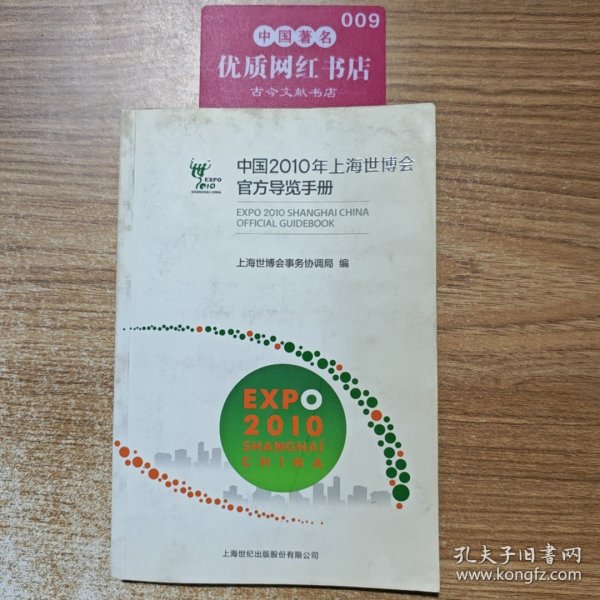 009
中国著名
优质网红书店
古今文献书店
EXPO
2010
SHANGHAI CHINA
中国2010年上海世博会
官方导览手册
EXPO 2010 SHANGHAI CHINA
OFFICIAL GUIDEBOOK
上海世博会事务协调局 编
EXPO
2010
SHANGHAI
CHINA
上海世纪出版股份有限公司
孔夫子旧书网
www.kongfz.com